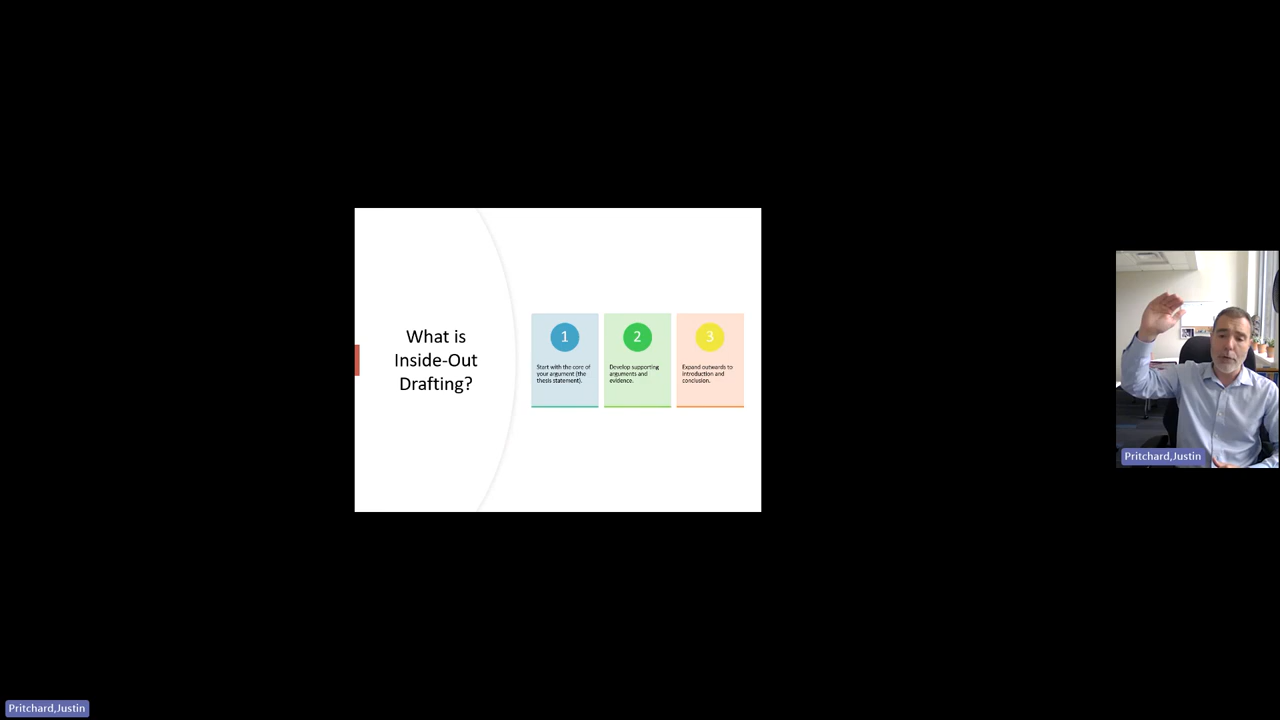 What is
Inside-Out
Drafting?
1
Start with the core of
your argument (the
thesis statement).
2
Develop supporting
arguments and
evidence.
3
Expand outwards to
introduction and
conclusion.
Pritchard,Justin
Pritchard,Justin